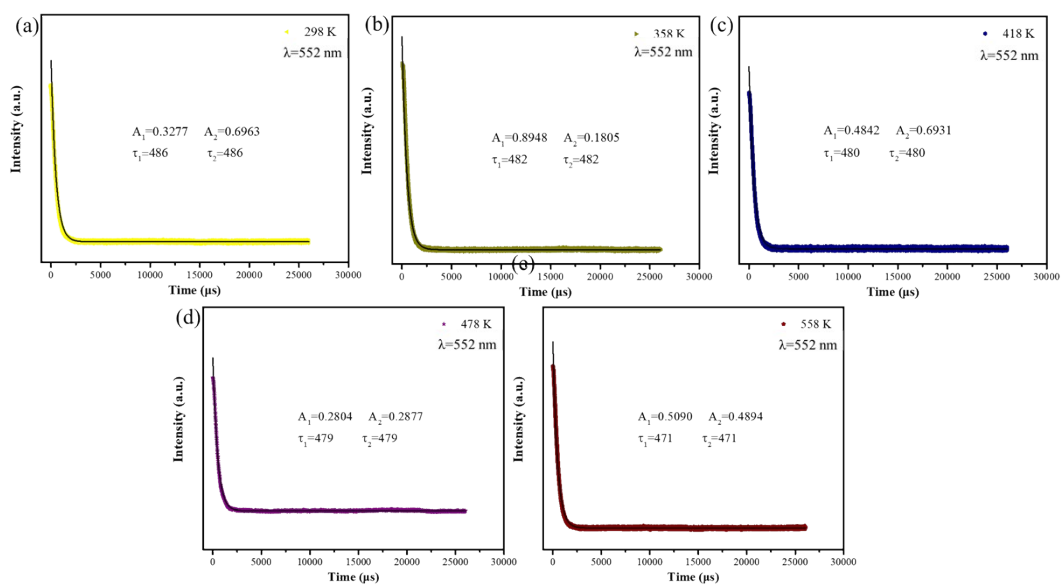 (a)
298 K
λ=552 nm
A1=0.3277 A2=0.6963
τ1=486 τ2=486
Intensity (a.u.)
0 5000 10000 15000 20000 25000 30000
Time (μs)
(b)
358 K
λ=552 nm
A1=0.8948 A2=0.1805
τ1=482 τ2=482
Intensity (a.u.)
0 5000 10000 15000 20000 25000 30000
Time (μs)
(c)
418 K
λ=552 nm
A1=0.4842 A2=0.6931
τ1=480 τ2=480
Intensity (a.u.)
0 5000 10000 15000 20000 25000 30000
Time (μs)
(d)
478 K
λ=552 nm
A1=0.2804 A2=0.2877
τ1=479 τ2=479
Intensity (a.u.)
0 5000 10000 15000 20000 25000 30000
Time (μs)
(e)
558 K
λ=552 nm
A1=0.5090 A2=0.4894
τ1=471 τ2=471
Intensity (a.u.)
0 5000 10000 15000 20000 25000 30000
Time (μs)